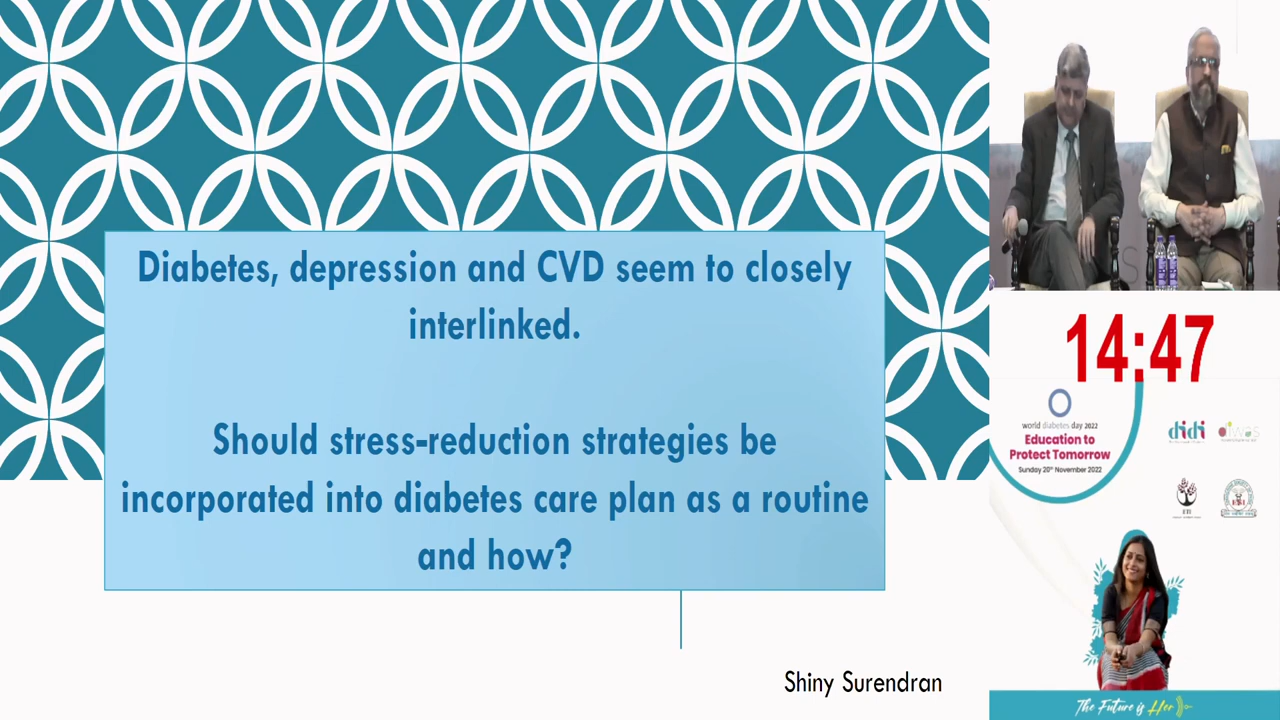 Diabetes, depression and CVD seem to closely
interlinked.
Should stress-reduction strategies be
incorporated into diabetes care plan as a routine
and how?
Shiny Surendran
14:47
world diabetes day 2022
Education to
Protect Tomorrow
Sunday 20th November 2022
didi
The Future is Her